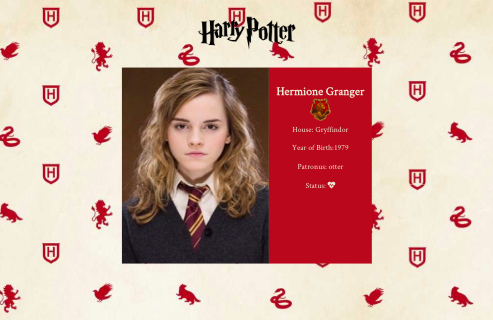 Harry Potter
Hermione Granger
House: Gryffindor
Year of Birth:1979
Patronus: otter
Status:
H
H
H
H
H
H
H
H
H